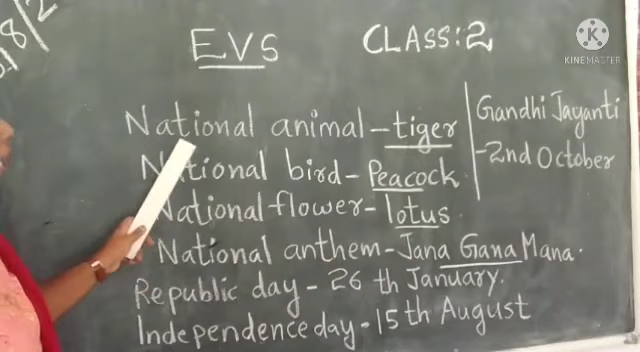 EVS CLASS:2
National animal - tiger
National bird - Peacock
National flower - lotus
National anthem - Jana Gana Mana.
Republic day - 26 th January.
Independence day - 15th August
Gandhi Jayanti
-2nd October
K
KINEMASTER